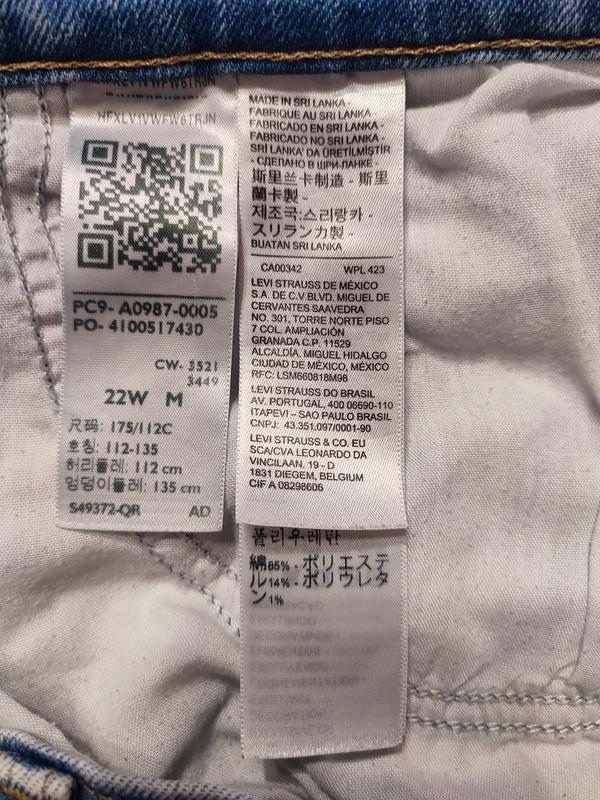 HFXLV1VWFW6TRJN
PC9- A0987-0005
PO- 4100517430
CW- 3521
3449
22W M
尺码: 175/112C
호칭: 112-135
허리둘레: 112 cm
엉덩이둘레: 135 cm
S49372-QR AD
MADE IN SRI LANKA -
FABRIQUE AU SRI LANKA -
FABRICADO EN SRI LANKA -
FABRICADO NO SRI LANKA -
SRİ LANKA' DA ÜRETİLMİŞTİR
- СДЕЛАНО В ШРИ-ЛАНКЕ -
斯里兰卡制造 - 斯里
蘭卡製 -
제조국:스리랑카 -
スリランカ製 -
BUATAN SRI LANKA
CA00342 WPL 423
LEVI STRAUSS DE MÉXICO
S.A. DE C.V.BLVD. MIGUEL DE
CERVANTES SAAVEDRA
NO. 301, TORRE NORTE PISO
7 COL. AMPLIACIÓN
GRANADA C.P. 11529
ALCALDÍA. MIGUEL HIDALGO
CIUDAD DE MÉXICO, MÉXICO
RFC: LSM660818M98
LEVI STRAUSS DO BRASIL
AV. PORTUGAL, 400 06690-110
ITAPEVI – SAO PAULO BRASIL
CNPJ: 43.351.097/0001-90
LEVI STRAUSS & CO. EU
SCA/CVA LEONARDO DA
VINCILAAN, 19 - D
1831 DIEGEM, BELGIUM
CIF A 08298606
폴리우레탄
綿85% - ポリエステ
ル14% - ポリウレタ
ン1%